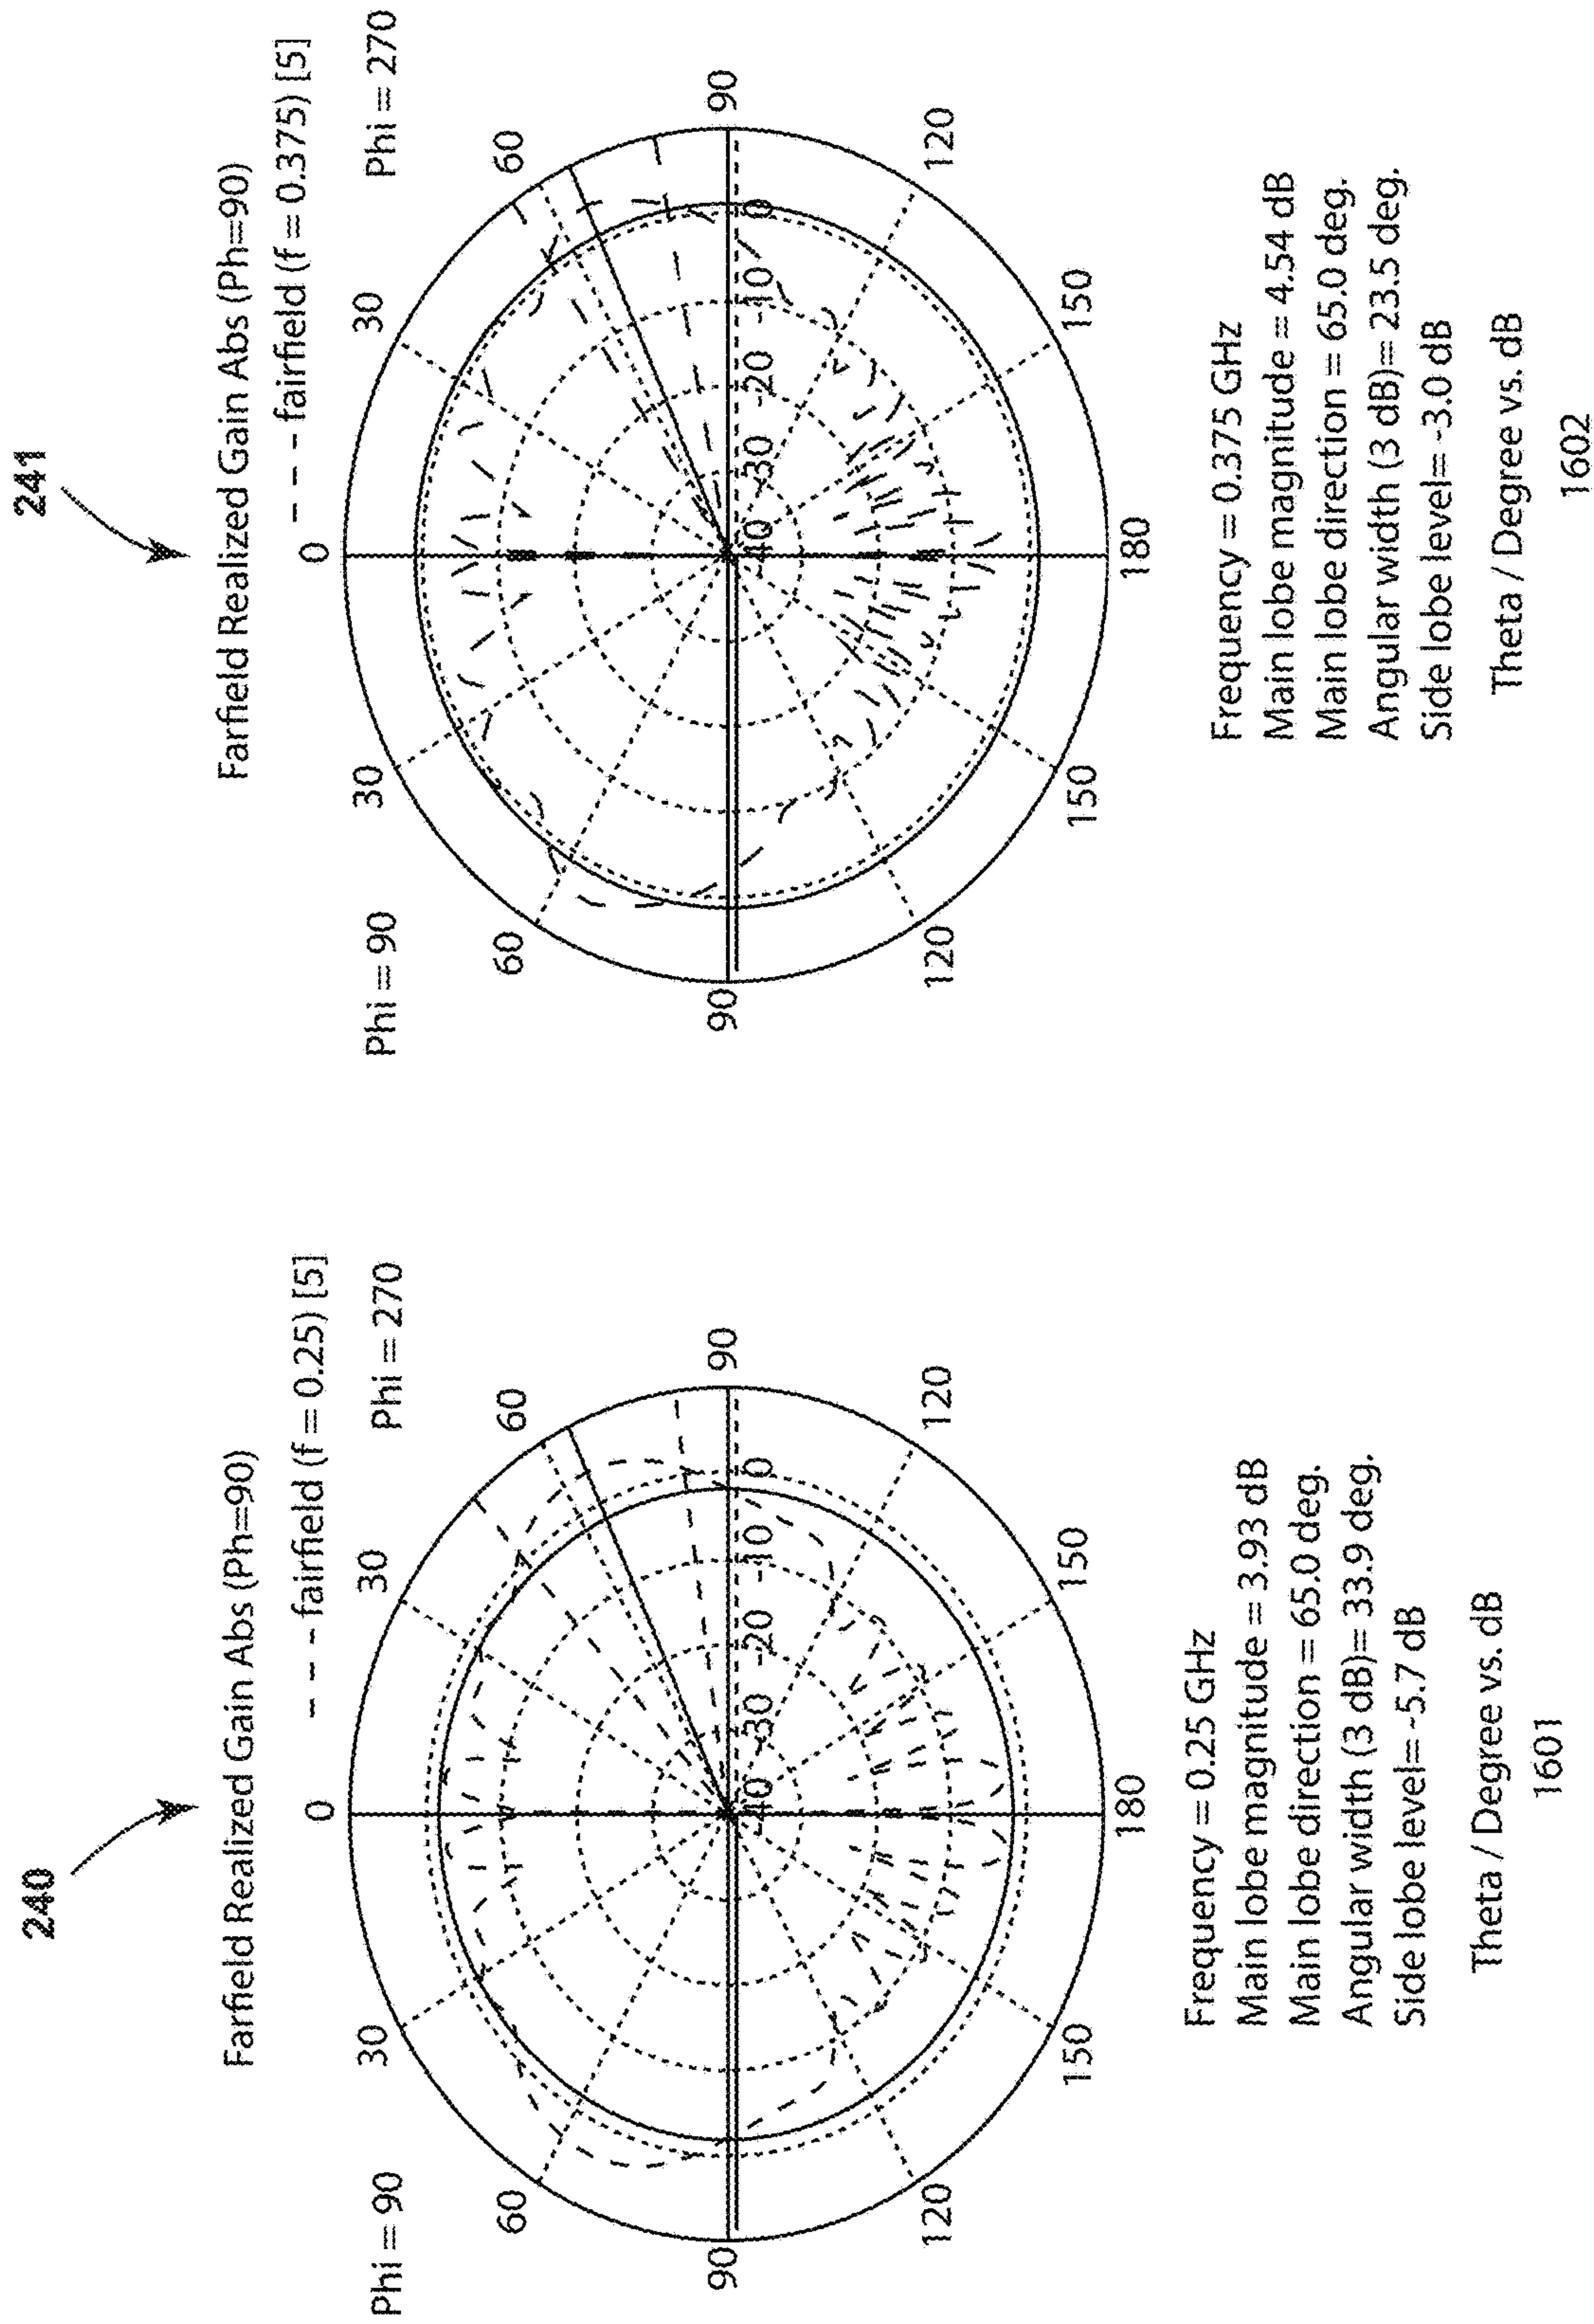 240
Farfield Realized Gain Abs (Ph=90)
- - - fairfield (f = 0.25) [5]
Phi = 90
0
Phi = 270
30
30
60
60
90
0
-10
-20
-30
-40
90
120
120
150
150
180
Frequency = 0.25 GHz
Main lobe magnitude = 3.93 dB
Main lobe direction = 65.0 deg.
Angular width (3 dB)= 33.9 deg.
Side lobe level= -5.7 dB
Theta / Degree vs. dB
1601
241
Farfield Realized Gain Abs (Ph=90)
- - - fairfield (f = 0.375) [5]
Phi = 90
0
Phi = 270
30
30
60
60
90
0
-10
-20
-30
-40
90
120
120
150
150
180
Frequency = 0.375 GHz
Main lobe magnitude = 4.54 dB
Main lobe direction = 65.0 deg.
Angular width (3 dB)= 23.5 deg.
Side lobe level= -3.0 dB
Theta / Degree vs. dB
1602